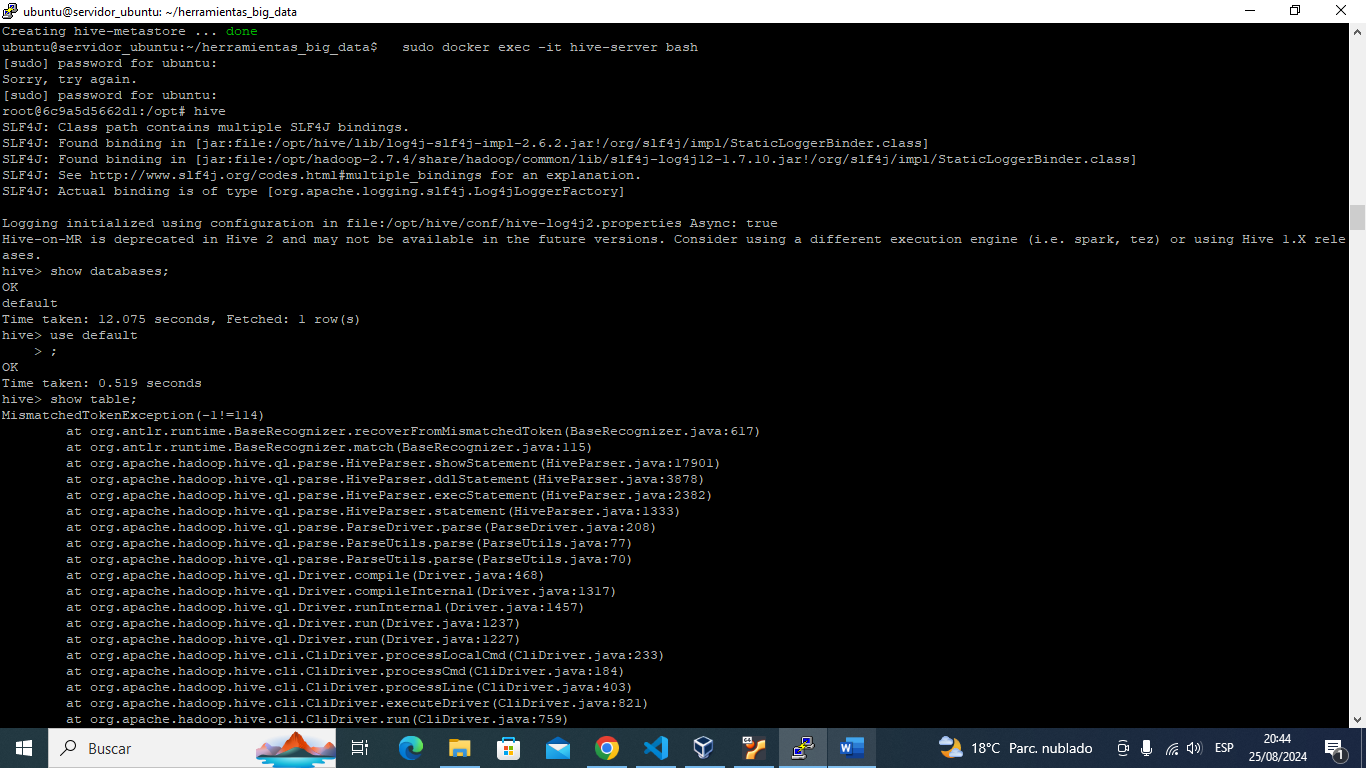 ubuntu@servidor_ubuntu: ~/herramientas_big_data
Creating hive-metastore ... done
ubuntu@servidor_ubuntu:~/herramientas_big_data$   sudo docker exec -it hive-server bash
[sudo] password for ubuntu:
Sorry, try again.
[sudo] password for ubuntu:
root@6c9a5d5662d1:/opt# hive
SLF4J: Class path contains multiple SLF4J bindings.
SLF4J: Found binding in [jar:file:/opt/hive/lib/log4j-slf4j-impl-2.6.2.jar!/org/slf4j/impl/StaticLoggerBinder.class]
SLF4J: Found binding in [jar:file:/opt/hadoop-2.7.4/share/hadoop/common/lib/slf4j-log4j12-1.7.10.jar!/org/slf4j/impl/StaticLoggerBinder.class]
SLF4J: See http://www.slf4j.org/codes.html#multiple_bindings for an explanation.
SLF4J: Actual binding is of type [org.apache.logging.slf4j.Log4jLoggerFactory]

Logging initialized using configuration in file:/opt/hive/conf/hive-log4j2.properties Async: true
Hive-on-MR is deprecated in Hive 2 and may not be available in the future versions. Consider using a different execution engine (i.e. spark, tez) or using Hive 1.X rele
ases.
hive> show databases;
OK
default
Time taken: 12.075 seconds, Fetched: 1 row(s)
hive> use default
    > ;
OK
Time taken: 0.519 seconds
hive> show table;
MismatchedTokenException(-1!=114)
        at org.antlr.runtime.BaseRecognizer.recoverFromMismatchedToken(BaseRecognizer.java:617)
        at org.antlr.runtime.BaseRecognizer.match(BaseRecognizer.java:115)
        at org.apache.hadoop.hive.ql.parse.HiveParser.showStatement(HiveParser.java:17901)
        at org.apache.hadoop.hive.ql.parse.HiveParser.ddlStatement(HiveParser.java:3878)
        at org.apache.hadoop.hive.ql.parse.HiveParser.execStatement(HiveParser.java:2382)
        at org.apache.hadoop.hive.ql.parse.HiveParser.statement(HiveParser.java:1333)
        at org.apache.hadoop.hive.ql.parse.ParseDriver.parse(ParseDriver.java:208)
        at org.apache.hadoop.hive.ql.parse.ParseUtils.parse(ParseUtils.java:77)
        at org.apache.hadoop.hive.ql.parse.ParseUtils.parse(ParseUtils.java:70)
        at org.apache.hadoop.hive.ql.Driver.compile(Driver.java:468)
        at org.apache.hadoop.hive.ql.Driver.compileInternal(Driver.java:1317)
        at org.apache.hadoop.hive.ql.Driver.runInternal(Driver.java:1457)
        at org.apache.hadoop.hive.ql.Driver.run(Driver.java:1237)
        at org.apache.hadoop.hive.ql.Driver.run(Driver.java:1227)
        at org.apache.hadoop.hive.cli.CliDriver.processLocalCmd(CliDriver.java:233)
        at org.apache.hadoop.hive.cli.CliDriver.processCmd(CliDriver.java:184)
        at org.apache.hadoop.hive.cli.CliDriver.processLine(CliDriver.java:403)
        at org.apache.hadoop.hive.cli.CliDriver.executeDriver(CliDriver.java:821)
        at org.apache.hadoop.hive.cli.CliDriver.run(CliDriver.java:759)
Buscar
18°C Parc. nublado
ESP
20:44
25/08/2024
1